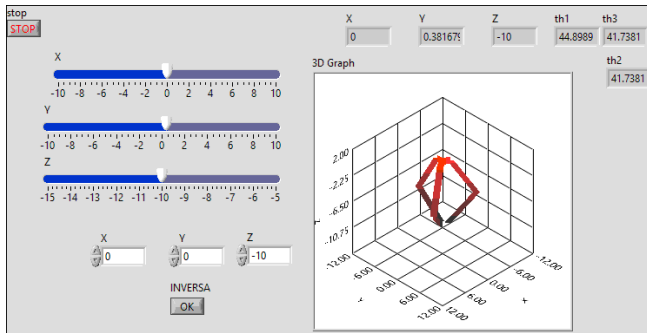 stop
STOP
X
-10 -8 -6 -4 -2 0 2 4 6 8 10
Y
-10 -8 -6 -4 -2 0 2 4 6 8 10
Z
-15 -14 -13 -12 -11 -10 -9 -8 -7 -6 -5
X Y Z
0 0 -10
INVERSA
OK
X Y Z th1 th3
0 0.381679 -10 44.8989 41.7381
th2
41.7381
3D Graph
2.00
-2.25
-6.50
-10.75
-12.00
-6.00
0.00
6.00
12.00
12.00
6.00
0.00
-6.00
-12.00